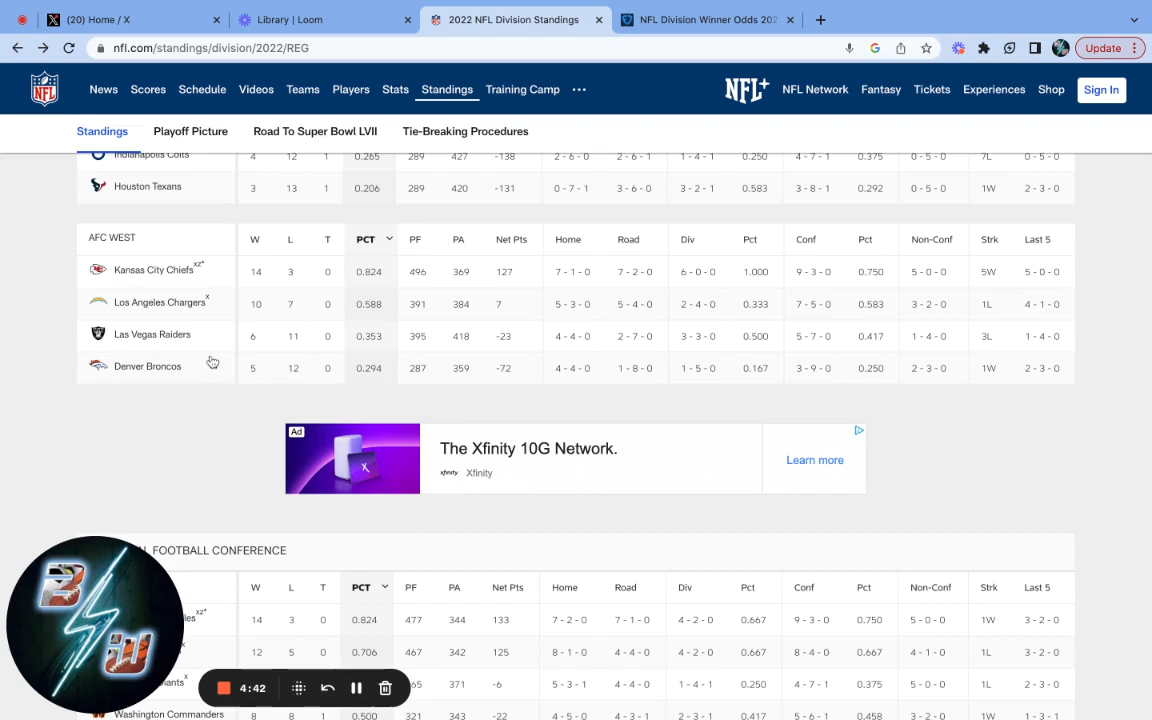 (20) Home / X
Library | Loom
2022 NFL Division Standings
NFL Division Winner Odds 202
nfl.com/standings/division/2022/REG
Update
NFL
News Scores Schedule Videos Teams Players Stats Standings Training Camp
NFL+ NFL Network Fantasy Tickets Experiences Shop Sign In
Standings Playoff Picture Road To Super Bowl LVII Tie-Breaking Procedures
Indianapolis Colts 4 12 1 0.265 289 427 -138 2 - 6 - 0 2 - 6 - 1 1 - 4 - 1 0.250 4 - 7 - 1 0.375 0 - 5 - 0 7L 0 - 5 - 0
Houston Texans 3 13 1 0.206 289 420 -131 0 - 7 - 1 3 - 6 - 0 3 - 2 - 1 0.583 3 - 8 - 1 0.292 0 - 5 - 0 1W 2 - 3 - 0
AFC WEST W L T PCT PF PA Net Pts Home Road Div Pct Conf Pct Non-Conf Strk Last 5
Kansas City Chiefs xz* 14 3 0 0.824 496 369 127 7 - 1 - 0 7 - 2 - 0 6 - 0 - 0 1.000 9 - 3 - 0 0.750 5 - 0 - 0 5W 5 - 0 - 0
Los Angeles Chargers x 10 7 0 0.588 391 384 7 5 - 3 - 0 5 - 4 - 0 2 - 4 - 0 0.333 7 - 5 - 0 0.583 3 - 2 - 0 1L 4 - 1 - 0
Las Vegas Raiders 6 11 0 0.353 395 418 -23 4 - 4 - 0 2 - 7 - 0 3 - 3 - 0 0.500 5 - 7 - 0 0.417 1 - 4 - 0 3L 1 - 4 - 0
Denver Broncos 5 12 0 0.294 287 359 -72 4 - 4 - 0 1 - 8 - 0 1 - 5 - 0 0.167 3 - 9 - 0 0.250 2 - 3 - 0 1W 2 - 3 - 0
Ad
The Xfinity 10G Network.
xfinity Xfinity
Learn more
FOOTBALL CONFERENCE
W L T PCT PF PA Net Pts Home Road Div Pct Conf Pct Non-Conf Strk Last 5
xz* 14 3 0 0.824 477 344 133 7 - 2 - 0 7 - 1 - 0 4 - 2 - 0 0.667 9 - 3 - 0 0.750 5 - 0 - 0 1W 3 - 2 - 0
x 12 5 0 0.706 467 342 125 8 - 1 - 0 4 - 4 - 0 4 - 2 - 0 0.667 8 - 4 - 0 0.667 4 - 1 - 0 1L 3 - 2 - 0
x 371 -6 5 - 3 - 1 4 - 4 - 0 1 - 4 - 1 0.250 4 - 7 - 1 0.375 5 - 0 - 0 1L 2 - 3 - 0
4:42
Washington Commanders 8 8 1 0.500 321 343 -22 4 - 5 - 0 4 - 3 - 1 2 - 3 - 1 0.417 5 - 6 - 1 0.458 3 - 2 - 0 1W 1 - 3 - 1